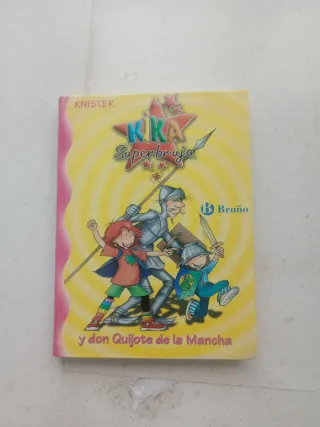 KNISTER
KIKA
Superbruja
Bruño
y don Quijote de la Mancha